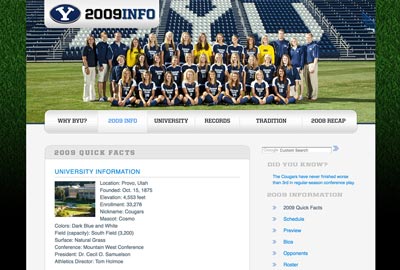 Y 2009INFO
WHY BYU? 2009 INFO UNIVERSITY RECORDS TRADITION 2008 RECAP
2009 QUICK FACTS
UNIVERSITY INFORMATION
Location: Provo, Utah
Founded: Oct. 15, 1875
Elevation: 4,553 feet
Enrollment: 33,278
Nickname: Cougars
Mascot: Cosmo
Colors: Dark Blue and White
Field (capacity): South Field (3,200)
Surface: Natural Grass
Conference: Mountain West Conference
President: Dr. Cecil O. Samuelson
Athletics Director: Tom Holmoe
Google Custom Search
DID YOU KNOW?
The Cougars have never finished worse
than 3rd in regular-season conference play
2009 INFORMATION
2009 Quick Facts
Schedule
Preview
Bios
Opponents
Roster